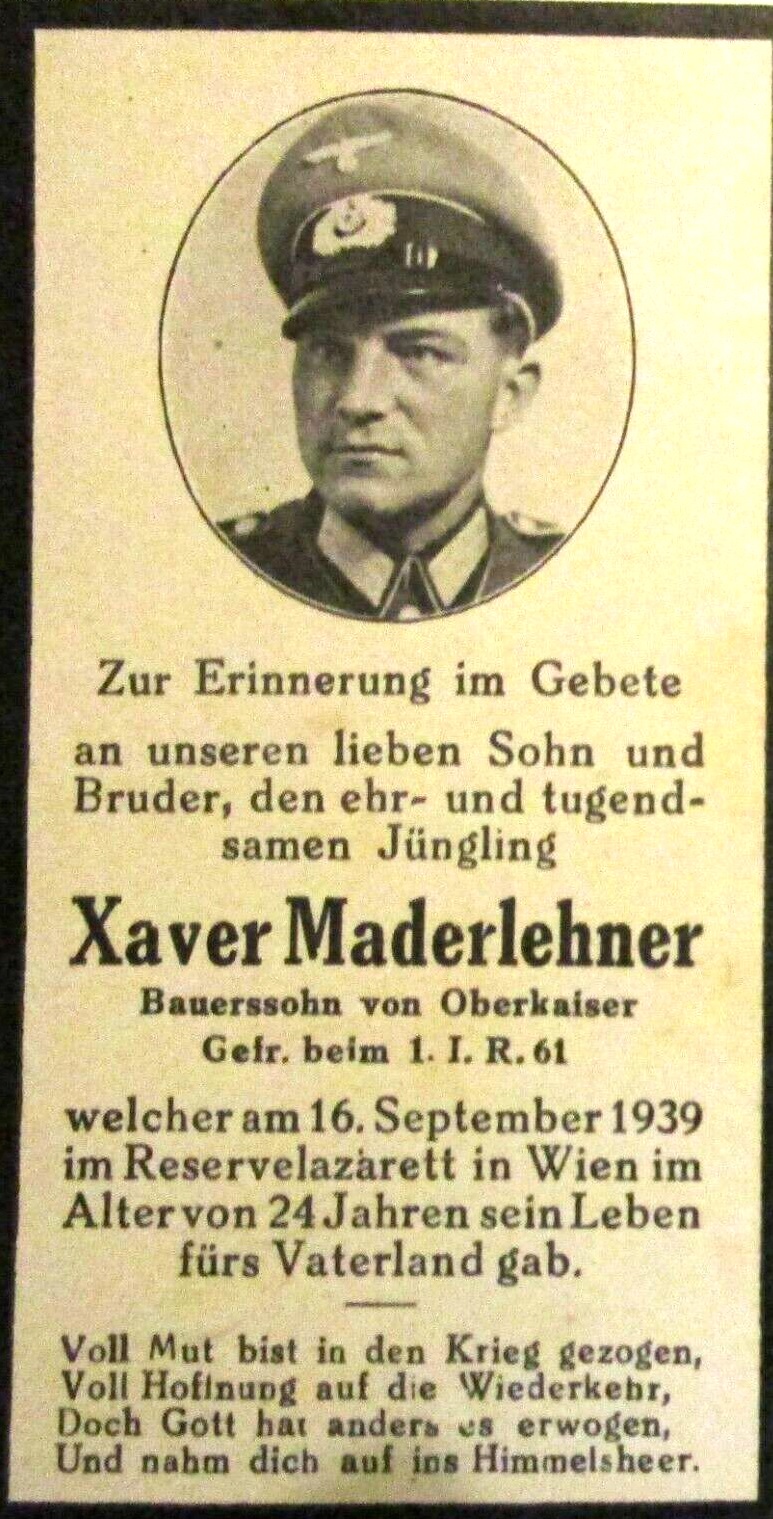 Zur Erinnerung im Gebete
an unseren lieben Sohn und
Bruder, den ehr- und tugend-
samen Jüngling
Xaver Maderlehner
Bauerssohn von Oberkaiser
Gefr. beim 1. I. R. 61
welcher am 16. September 1939
im Reservelazarett in Wien im
Alter von 24 Jahren sein Leben
fürs Vaterland gab.
Voll Mut bist in den Krieg gezogen,
Voll Hoffnung auf die Wiederkehr,
Doch Gott hat anders es erwogen,
Und nahm dich auf ins Himmelsheer.